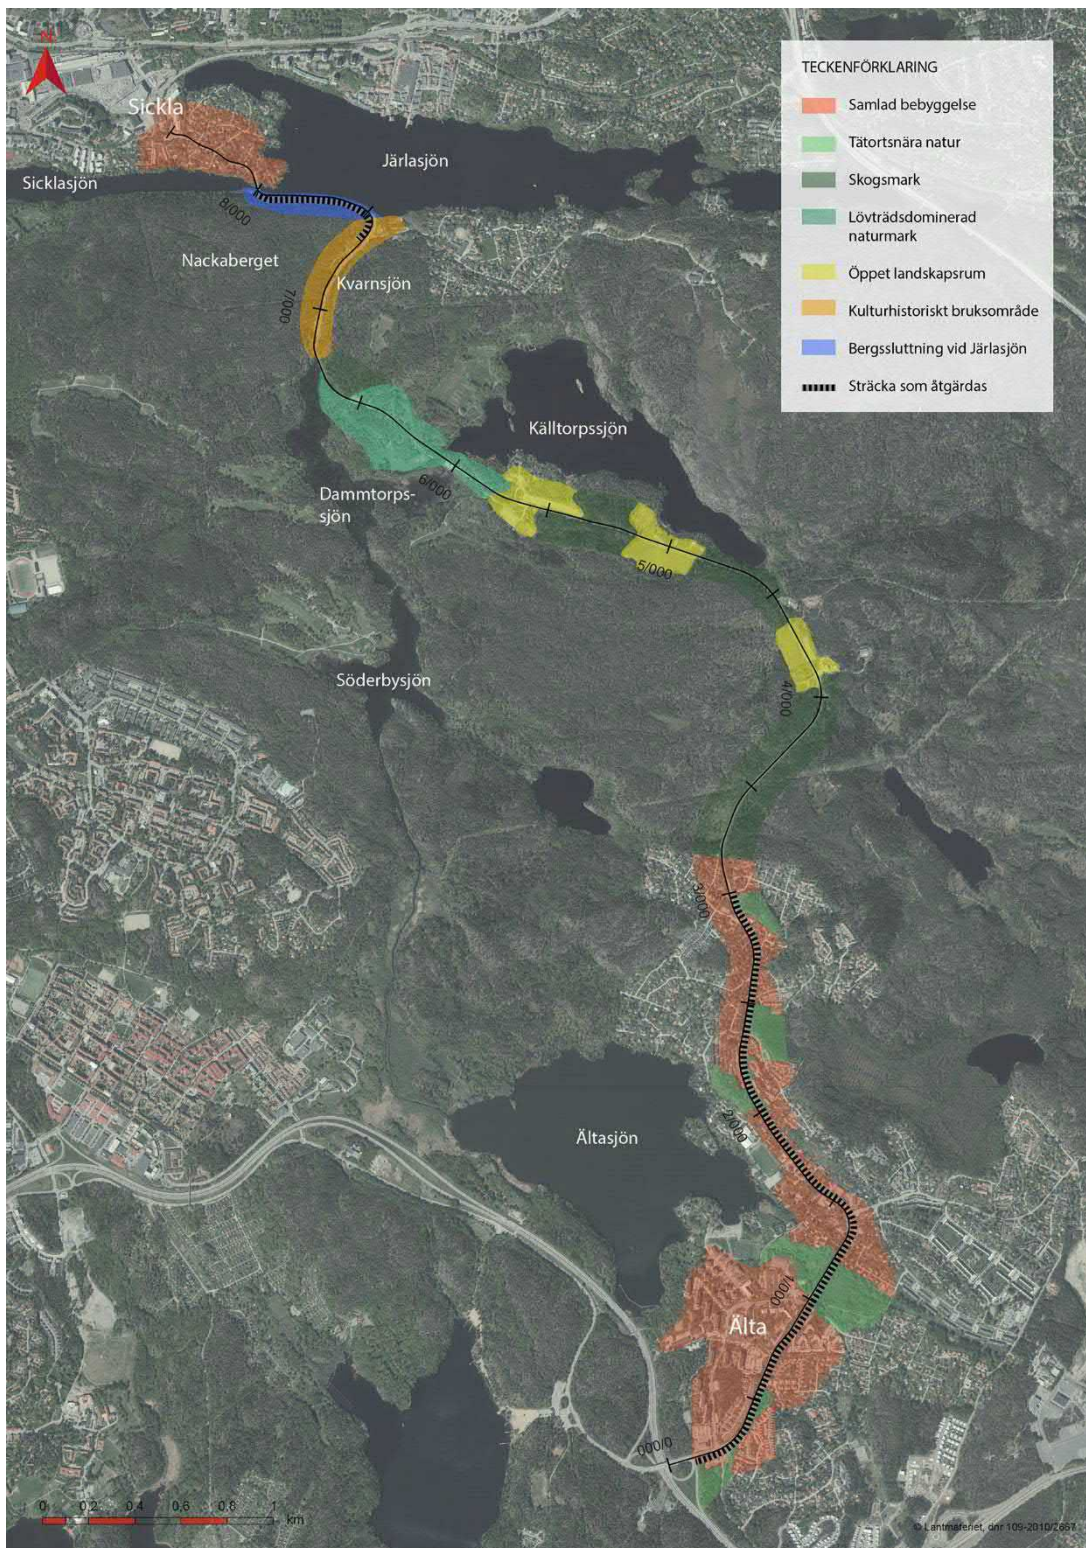 N
TECKENFÖRKLARING
Samlad bebyggelse
Tätortsnära natur
Skogsmark
Lövträdsdominerad
naturmark
Öppet landskapsrum
Kulturhistoriskt bruksområde
Bergssluttning vid Järlasjön
Sträcka som åtgärdas
Sickla
Järlasjön
Sicklasjön
8/000
Nackaberget
Kvarnsjön
7/000
Källtorpssjön
6/000
Dammtorps-
sjön
5/000
Söderbysjön
4/000
3/000
2/000
Ältasjön
1/000
Älta
0/000
0 0,2 0,4 0,6 0,8 1
km
© Lantmäteriet, dnr 109-2010/2667